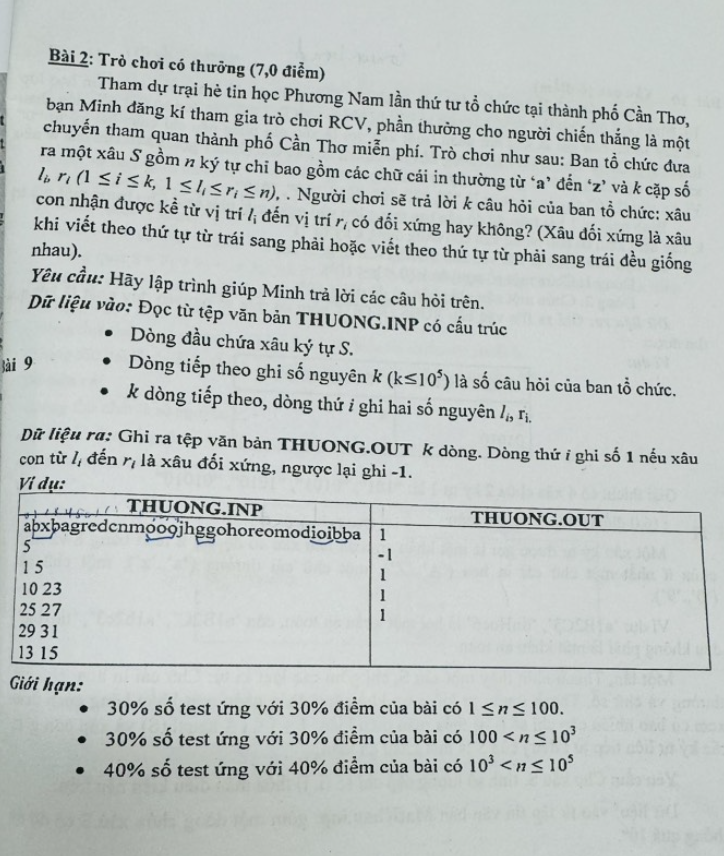 Bài 2: Trò chơi có thưởng (7,0 điểm)
Tham dự trại hè tin học Phương Nam lần thứ tư tổ chức tại thành phố Cần Thơ,
bạn Minh đăng kí tham gia trò chơi RCV, phần thưởng cho người chiến thắng là một
chuyến tham quan thành phố Cần Thơ miễn phí. Trò chơi như sau: Ban tổ chức đưa
ra một xâu S gồm n ký tự chỉ bao gồm các chữ cái in thường từ ‘a’ đến ‘z’ và k cặp số
lᵢ, rᵢ (1 ≤ i ≤ k, 1 ≤ lᵢ ≤ rᵢ ≤ n), . Người chơi sẽ trả lời k câu hỏi của ban tổ chức: xâu
con nhận được kể từ vị trí lᵢ đến vị trí rᵢ có đối xứng hay không? (Xâu đối xứng là xâu
khi viết theo thứ tự từ trái sang phải hoặc viết theo thứ tự từ phải sang trái đều giống
nhau).
Yêu cầu: Hãy lập trình giúp Minh trả lời các câu hỏi trên.
Dữ liệu vào: Đọc từ tệp văn bản THUONG.INP có cấu trúc
• Dòng đầu chứa xâu ký tự S.
• Dòng tiếp theo ghi số nguyên k (k≤10⁵) là số câu hỏi của ban tổ chức.
• k dòng tiếp theo, dòng thứ i ghi hai số nguyên lᵢ, rᵢ.
ài 9
Dữ liệu ra: Ghi ra tệp văn bản THUONG.OUT k dòng. Dòng thứ i ghi số 1 nếu xâu
con từ lᵢ đến rᵢ là xâu đối xứng, ngược lại ghi -1.
Ví dụ:
THUONG.INP THUONG.OUT
abxbagredcnmoogjhggohoreomodioibba 1
5 -1
1 5 1
10 23 1
25 27 1
29 31
13 15
Giới hạn:
• 30% số test ứng với 30% điểm của bài có 1 ≤ n ≤ 100.
• 30% số test ứng với 30% điểm của bài có 100 < n ≤ 10³
• 40% số test ứng với 40% điểm của bài có 10³ < n ≤ 10⁵